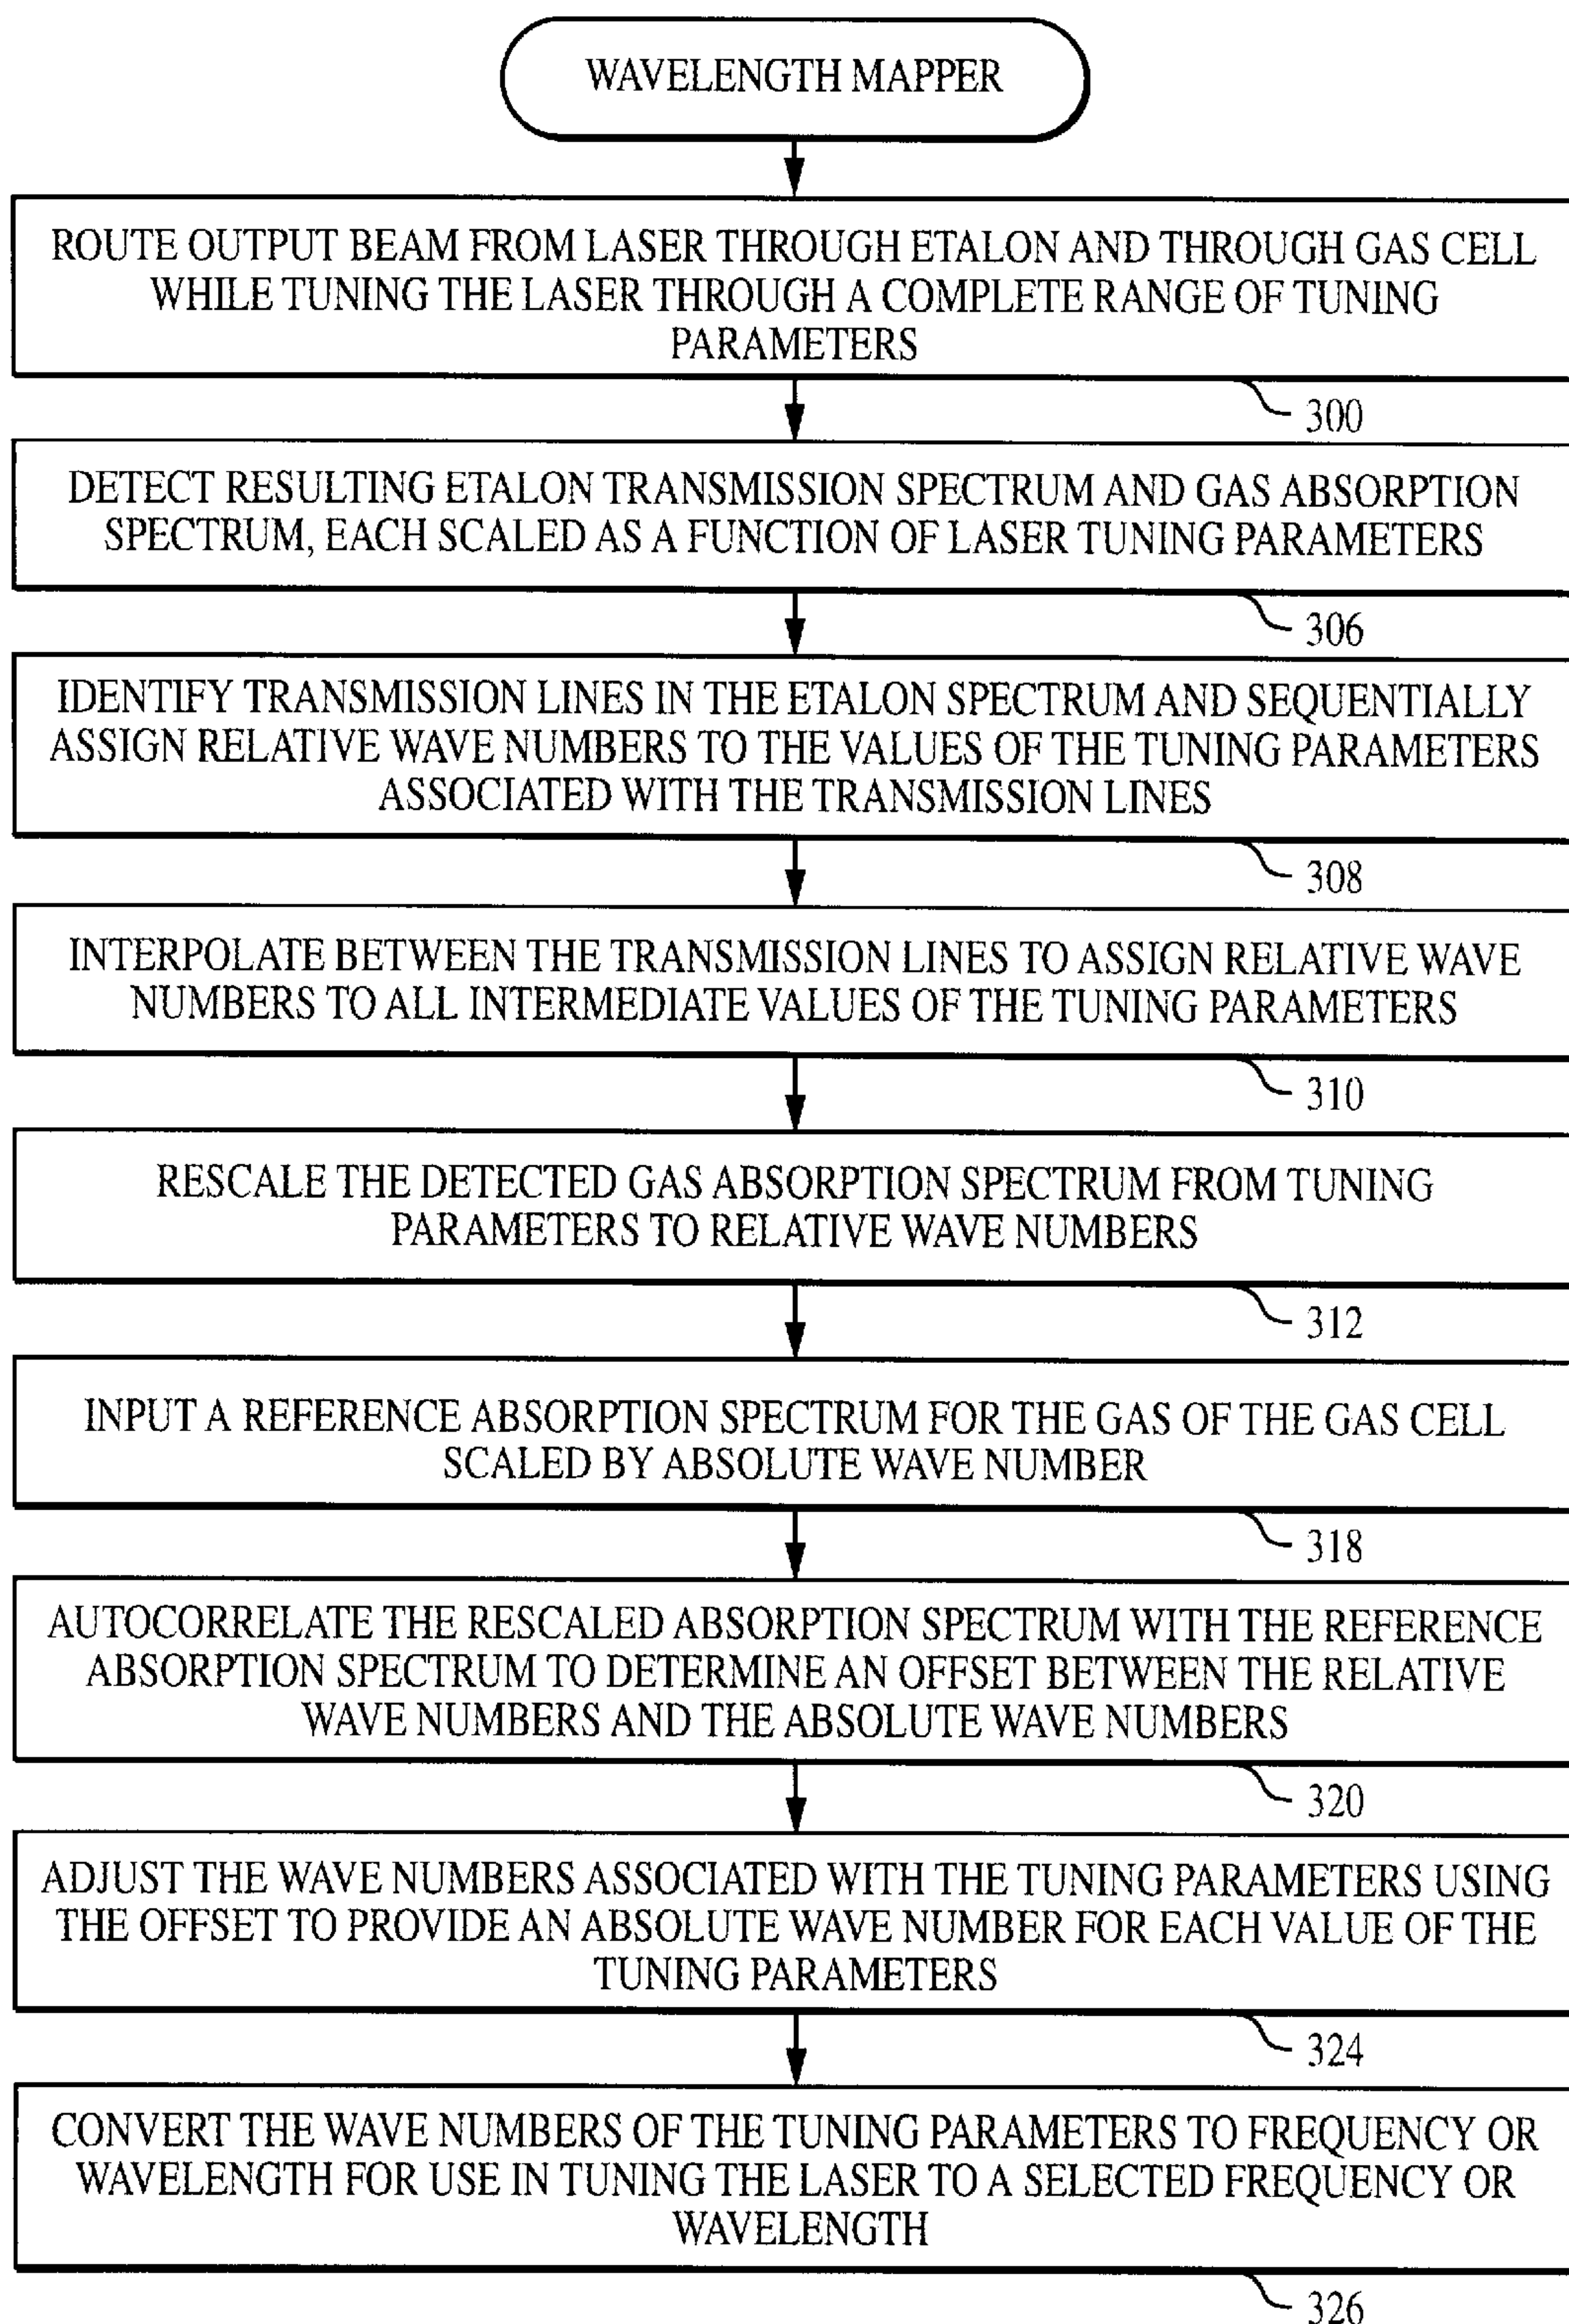 WAVELENGTH MAPPER
ROUTE OUTPUT BEAM FROM LASER THROUGH ETALON AND THROUGH GAS CELL
WHILE TUNING THE LASER THROUGH A COMPLETE RANGE OF TUNING
PARAMETERS
300
DETECT RESULTING ETALON TRANSMISSION SPECTRUM AND GAS ABSORPTION
SPECTRUM, EACH SCALED AS A FUNCTION OF LASER TUNING PARAMETERS
306
IDENTIFY TRANSMISSION LINES IN THE ETALON SPECTRUM AND SEQUENTIALLY
ASSIGN RELATIVE WAVE NUMBERS TO THE VALUES OF THE TUNING PARAMETERS
ASSOCIATED WITH THE TRANSMISSION LINES
308
INTERPOLATE BETWEEN THE TRANSMISSION LINES TO ASSIGN RELATIVE WAVE
NUMBERS TO ALL INTERMEDIATE VALUES OF THE TUNING PARAMETERS
310
RESCALE THE DETECTED GAS ABSORPTION SPECTRUM FROM TUNING
PARAMETERS TO RELATIVE WAVE NUMBERS
312
INPUT A REFERENCE ABSORPTION SPECTRUM FOR THE GAS OF THE GAS CELL
SCALED BY ABSOLUTE WAVE NUMBER
318
AUTOCORRELATE THE RESCALED ABSORPTION SPECTRUM WITH THE REFERENCE
ABSORPTION SPECTRUM TO DETERMINE AN OFFSET BETWEEN THE RELATIVE
WAVE NUMBERS AND THE ABSOLUTE WAVE NUMBERS
320
ADJUST THE WAVE NUMBERS ASSOCIATED WITH THE TUNING PARAMETERS USING
THE OFFSET TO PROVIDE AN ABSOLUTE WAVE NUMBER FOR EACH VALUE OF THE
TUNING PARAMETERS
324
CONVERT THE WAVE NUMBERS OF THE TUNING PARAMETERS TO FREQUENCY OR
WAVELENGTH FOR USE IN TUNING THE LASER TO A SELECTED FREQUENCY OR
WAVELENGTH
326